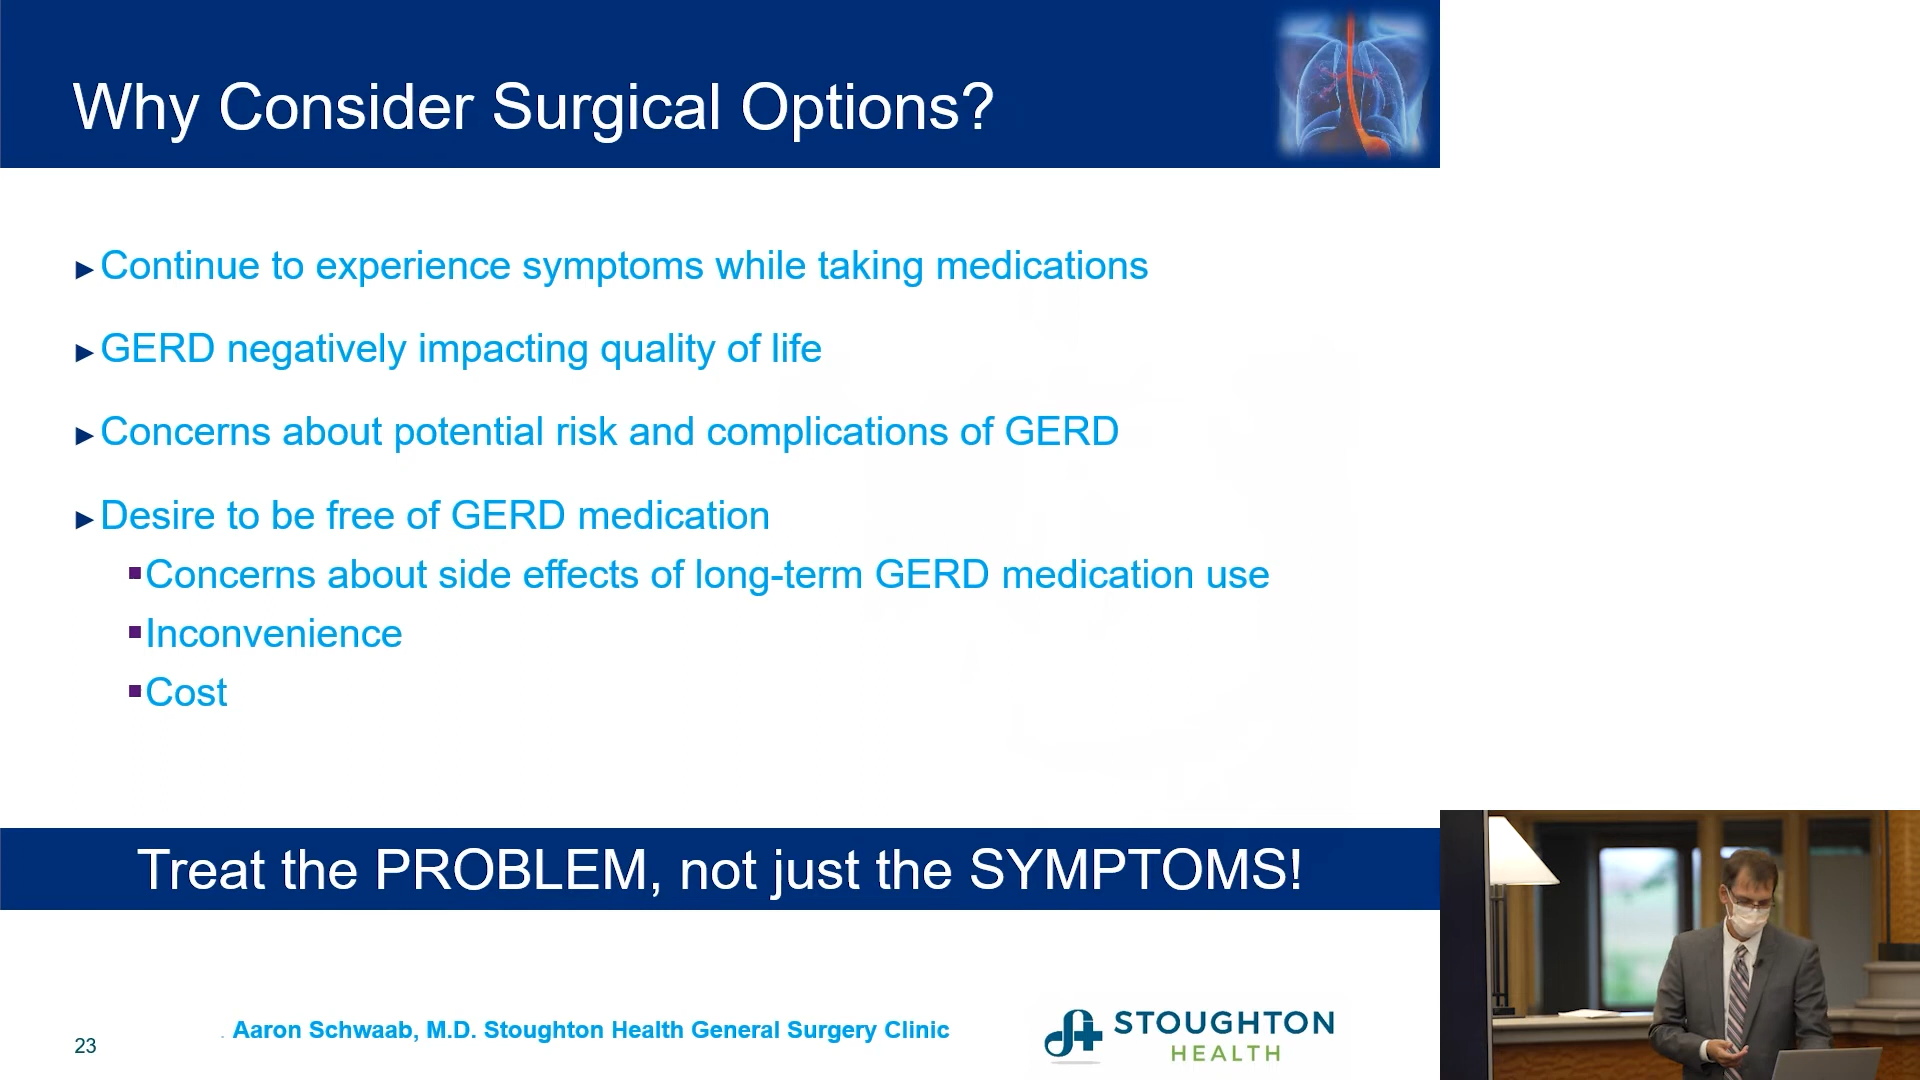 Why Consider Surgical Options?
►Continue to experience symptoms while taking medications
►GERD negatively impacting quality of life
►Concerns about potential risk and complications of GERD
►Desire to be free of GERD medication
▪Concerns about side effects of long-term GERD medication use
▪Inconvenience
▪Cost
Treat the PROBLEM, not just the SYMPTOMS!
. Aaron Schwaab, M.D. Stoughton Health General Surgery Clinic
STOUGHTON
HEALTH
23